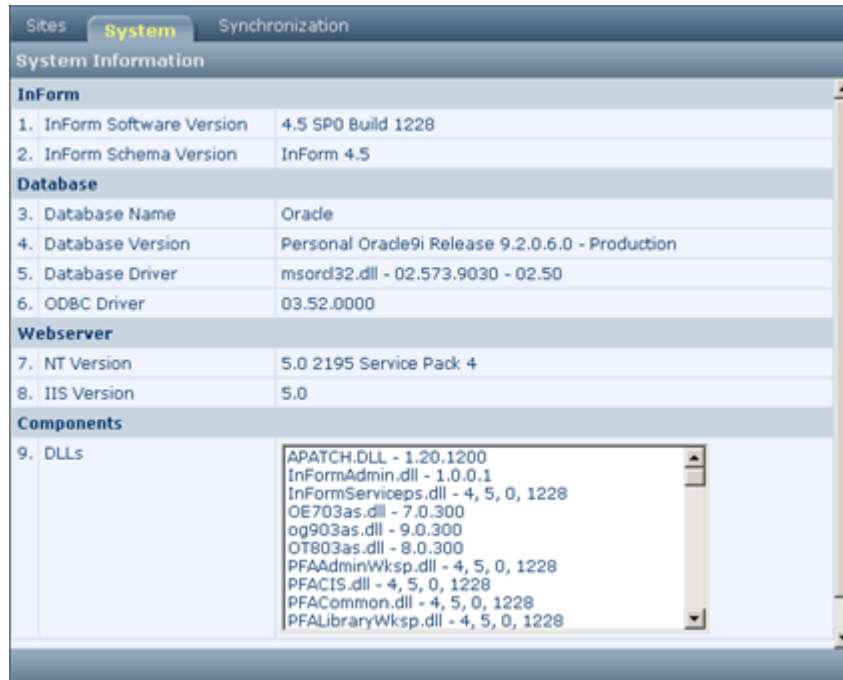 Sites System Synchronization
System Information
InForm
1. InForm Software Version 4.5 SP0 Build 1228
2. InForm Schema Version InForm 4.5
Database
3. Database Name Oracle
4. Database Version Personal Oracle9i Release 9.2.0.6.0 - Production
5. Database Driver msorcl32.dll - 02.573.9030 - 02.50
6. ODBC Driver 03.52.0000
Webserver
7. NT Version 5.0 2195 Service Pack 4
8. IIS Version 5.0
Components
9. DLLs APATCH.DLL - 1.20.1200
InFormAdmin.dll - 1.0.0.1
InFormServiceps.dll - 4, 5, 0, 1228
OE703as.dll - 7.0.300
og903as.dll - 9.0.300
OT803as.dll - 8.0.300
PFAAdminWksp.dll - 4, 5, 0, 1228
PFACIS.dll - 4, 5, 0, 1228
PFACommon.dll - 4, 5, 0, 1228
PFALibraryWksp.dll - 4, 5, 0, 1228